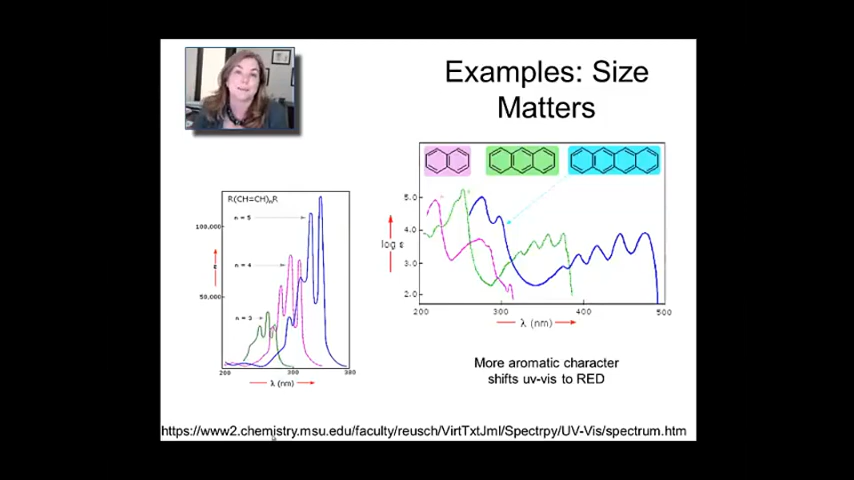 Examples: Size
Matters
R(CH=CH)nR
n = 5
100,000
n = 4
50,000
n = 3
200
300
380
λ (nm)
5.0
4.0
log ε
3.0
2.0
200
300
400
500
λ (nm)
More aromatic character
shifts uv-vis to RED
https://www2.chemistry.msu.edu/faculty/reusch/VirtTxtJml/Spectrpy/UV-Vis/spectrum.htm